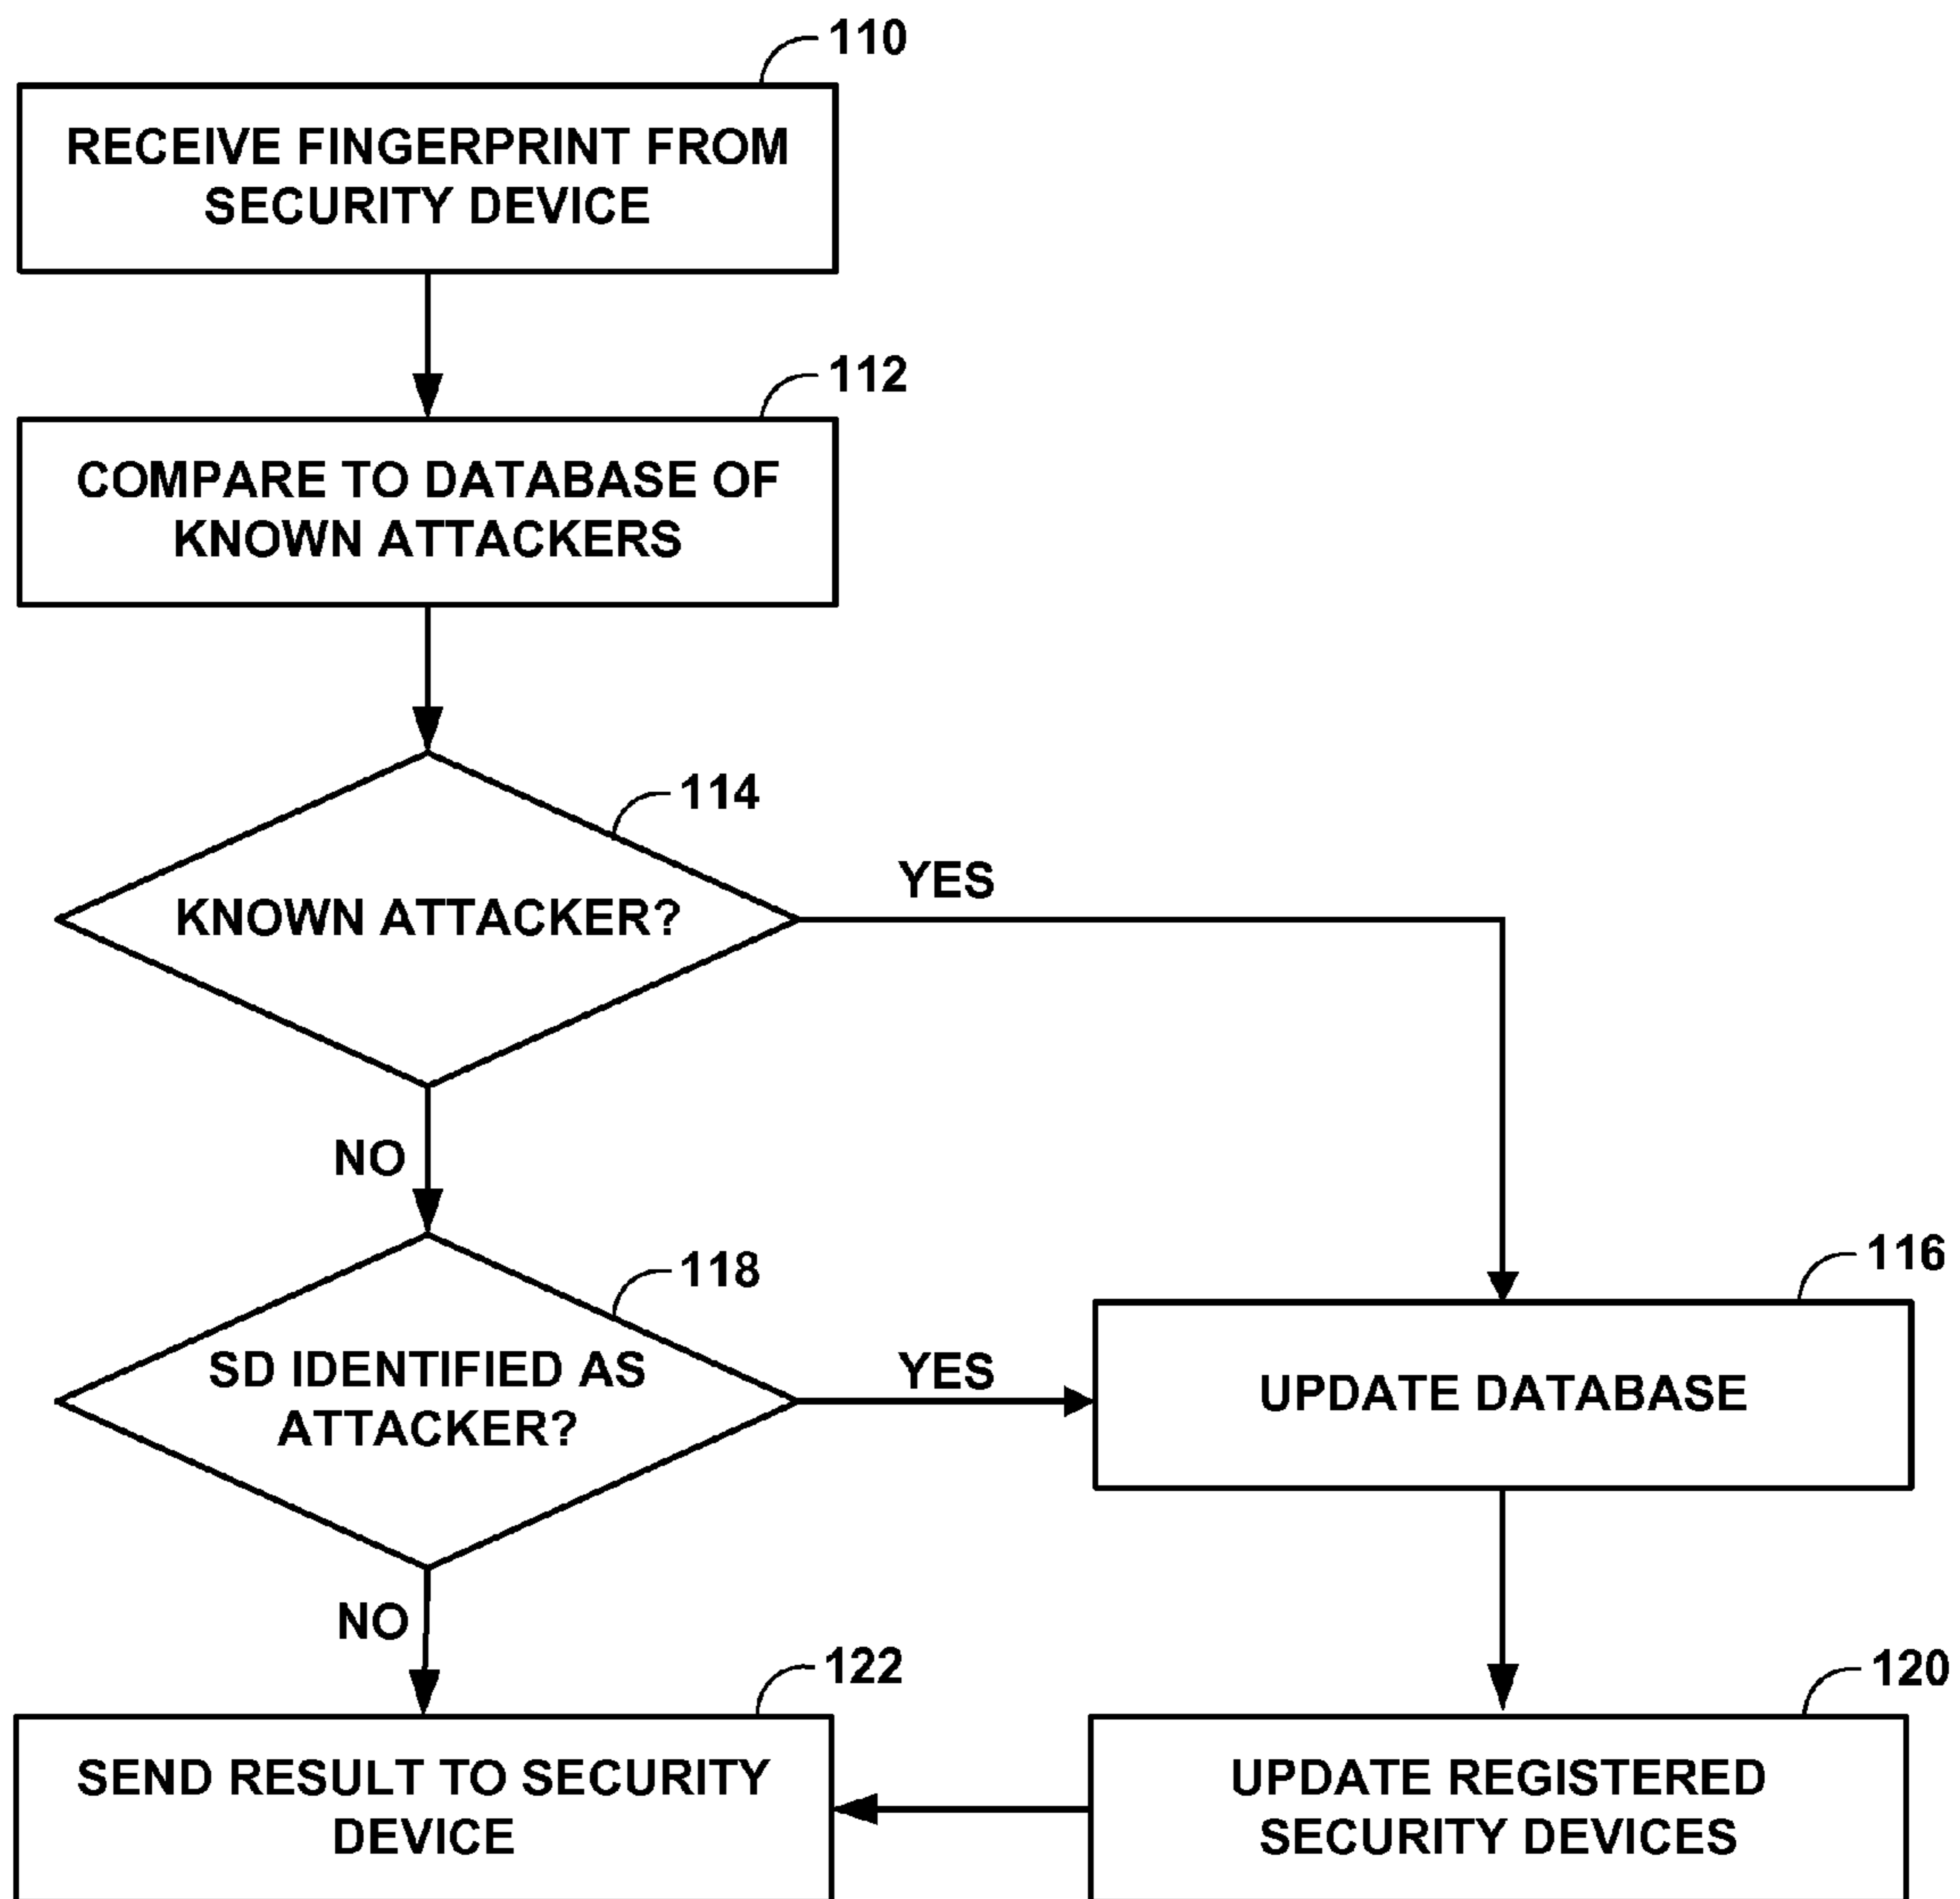 110
RECEIVE FINGERPRINT FROM
SECURITY DEVICE
112
COMPARE TO DATABASE OF
KNOWN ATTACKERS
114
KNOWN ATTACKER?
YES
NO
118
SD IDENTIFIED AS
ATTACKER?
YES
116
UPDATE DATABASE
NO
122
SEND RESULT TO SECURITY
DEVICE
120
UPDATE REGISTERED
SECURITY DEVICES